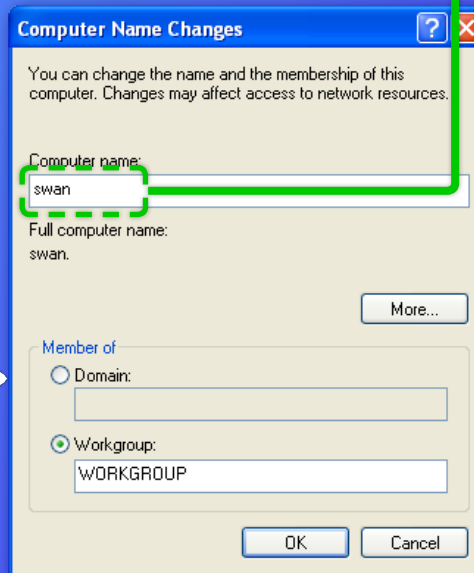 Computer Name Changes
You can change the name and the membership of this
computer. Changes may affect access to network resources.
Computer name:
swan
Full computer name:
swan.
More...
Member of
Domain:
Workgroup:
WORKGROUP
OK Cancel